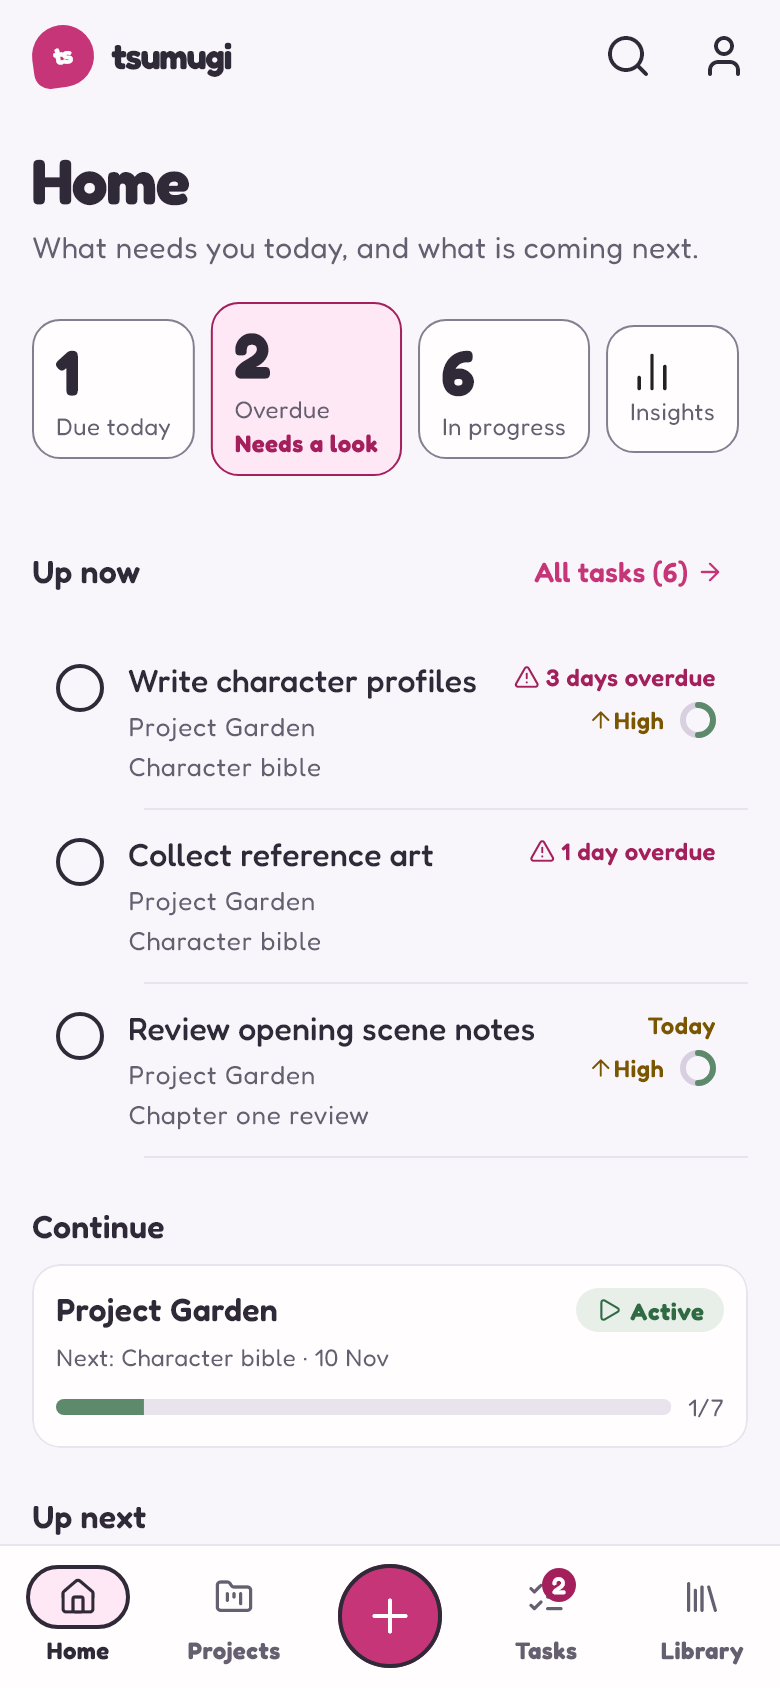 ts
tsumugi
Home
What needs you today, and what is coming next.
1
Due today
2
Overdue
Needs a look
6
In progress
Insights
Up now
All tasks (6) →
Write character profiles
3 days overdue
Project Garden
↑ High
Character bible
Collect reference art
1 day overdue
Project Garden
Character bible
Review opening scene notes
Today
Project Garden
↑ High
Chapter one review
Continue
Project Garden
Active
Next: Character bible · 10 Nov
1/7
Up next
2
Home
Projects
Tasks
Library